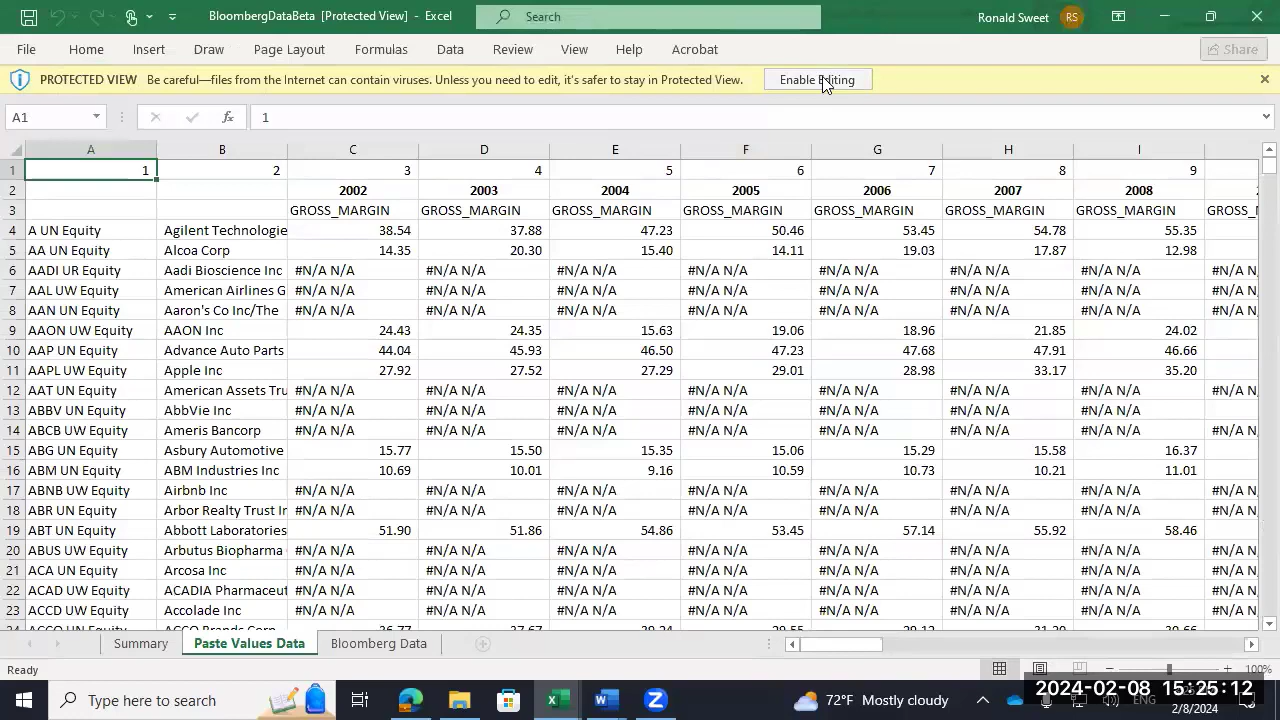 BloombergDataBeta [Protected View] - Excel Search Ronald Sweet RS
File Home Insert Draw Page Layout Formulas Data Review View Help Acrobat Share
PROTECTED VIEW Be careful—files from the Internet can contain viruses. Unless you need to edit, it's safer to stay in Protected View. Enable Editing
A1 fx 1
A B C D E F G H I
1 1 2 3 4 5 6 7 8 9
2 2002 2003 2004 2005 2006 2007 2008
3 GROSS_MARGIN GROSS_MARGIN GROSS_MARGIN GROSS_MARGIN GROSS_MARGIN GROSS_MARGIN GROSS_MARGIN GROSS_M
4 A UN Equity Agilent Technologie 38.54 37.88 47.23 50.46 53.45 54.78 55.35
5 AA UN Equity Alcoa Corp 14.35 20.30 15.40 14.11 19.03 17.87 12.98
6 AADI UR Equity Aadi Bioscience Inc #N/A N/A #N/A N/A #N/A N/A #N/A N/A #N/A N/A #N/A N/A #N/A N/A #N/A N
7 AAL UW Equity American Airlines G #N/A N/A #N/A N/A #N/A N/A #N/A N/A #N/A N/A #N/A N/A #N/A N/A #N/A N
8 AAN UN Equity Aaron's Co Inc/The #N/A N/A #N/A N/A #N/A N/A #N/A N/A #N/A N/A #N/A N/A #N/A N/A #N/A N
9 AAON UW Equity AAON Inc 24.43 24.35 15.63 19.06 18.96 21.85 24.02
10 AAP UN Equity Advance Auto Parts 44.04 45.93 46.50 47.23 47.68 47.91 46.66
11 AAPL UW Equity Apple Inc 27.92 27.52 27.29 29.01 28.98 33.17 35.20
12 AAT UN Equity American Assets Tru #N/A N/A #N/A N/A #N/A N/A #N/A N/A #N/A N/A #N/A N/A #N/A N/A #N/A N
13 ABBV UN Equity AbbVie Inc #N/A N/A #N/A N/A #N/A N/A #N/A N/A #N/A N/A #N/A N/A #N/A N/A
14 ABCB UW Equity Ameris Bancorp #N/A N/A #N/A N/A #N/A N/A #N/A N/A #N/A N/A #N/A N/A #N/A N/A #N/A N
15 ABG UN Equity Asbury Automotive 15.77 15.50 15.35 15.06 15.29 15.58 16.37
16 ABM UN Equity ABM Industries Inc 10.69 10.01 9.16 10.59 10.73 10.21 11.01
17 ABNB UW Equity Airbnb Inc #N/A N/A #N/A N/A #N/A N/A #N/A N/A #N/A N/A #N/A N/A #N/A N/A #N/A N
18 ABR UN Equity Arbor Realty Trust Ir #N/A N/A #N/A N/A #N/A N/A #N/A N/A #N/A N/A #N/A N/A #N/A N/A #N/A N
19 ABT UN Equity Abbott Laboratories 51.90 51.86 54.86 53.45 57.14 55.92 58.46
20 ABUS UW Equity Arbutus Biopharma #N/A N/A #N/A N/A #N/A N/A #N/A N/A #N/A N/A #N/A N/A #N/A N/A #N/A N
21 ACA UN Equity Arcosa Inc #N/A N/A #N/A N/A #N/A N/A #N/A N/A #N/A N/A #N/A N/A #N/A N/A #N/A N
22 ACAD UW Equity ACADIA Pharmaceut #N/A N/A #N/A N/A #N/A N/A #N/A N/A #N/A N/A #N/A N/A #N/A N/A #N/A N
23 ACCD UW Equity Accolade Inc #N/A N/A #N/A N/A #N/A N/A #N/A N/A #N/A N/A #N/A N/A #N/A N/A #N/A N
Summary Paste Values Data Bloomberg Data
Ready 100%
Type here to search 72°F Mostly cloudy ENG 2024-02-08 15:25:12
2/8/2024